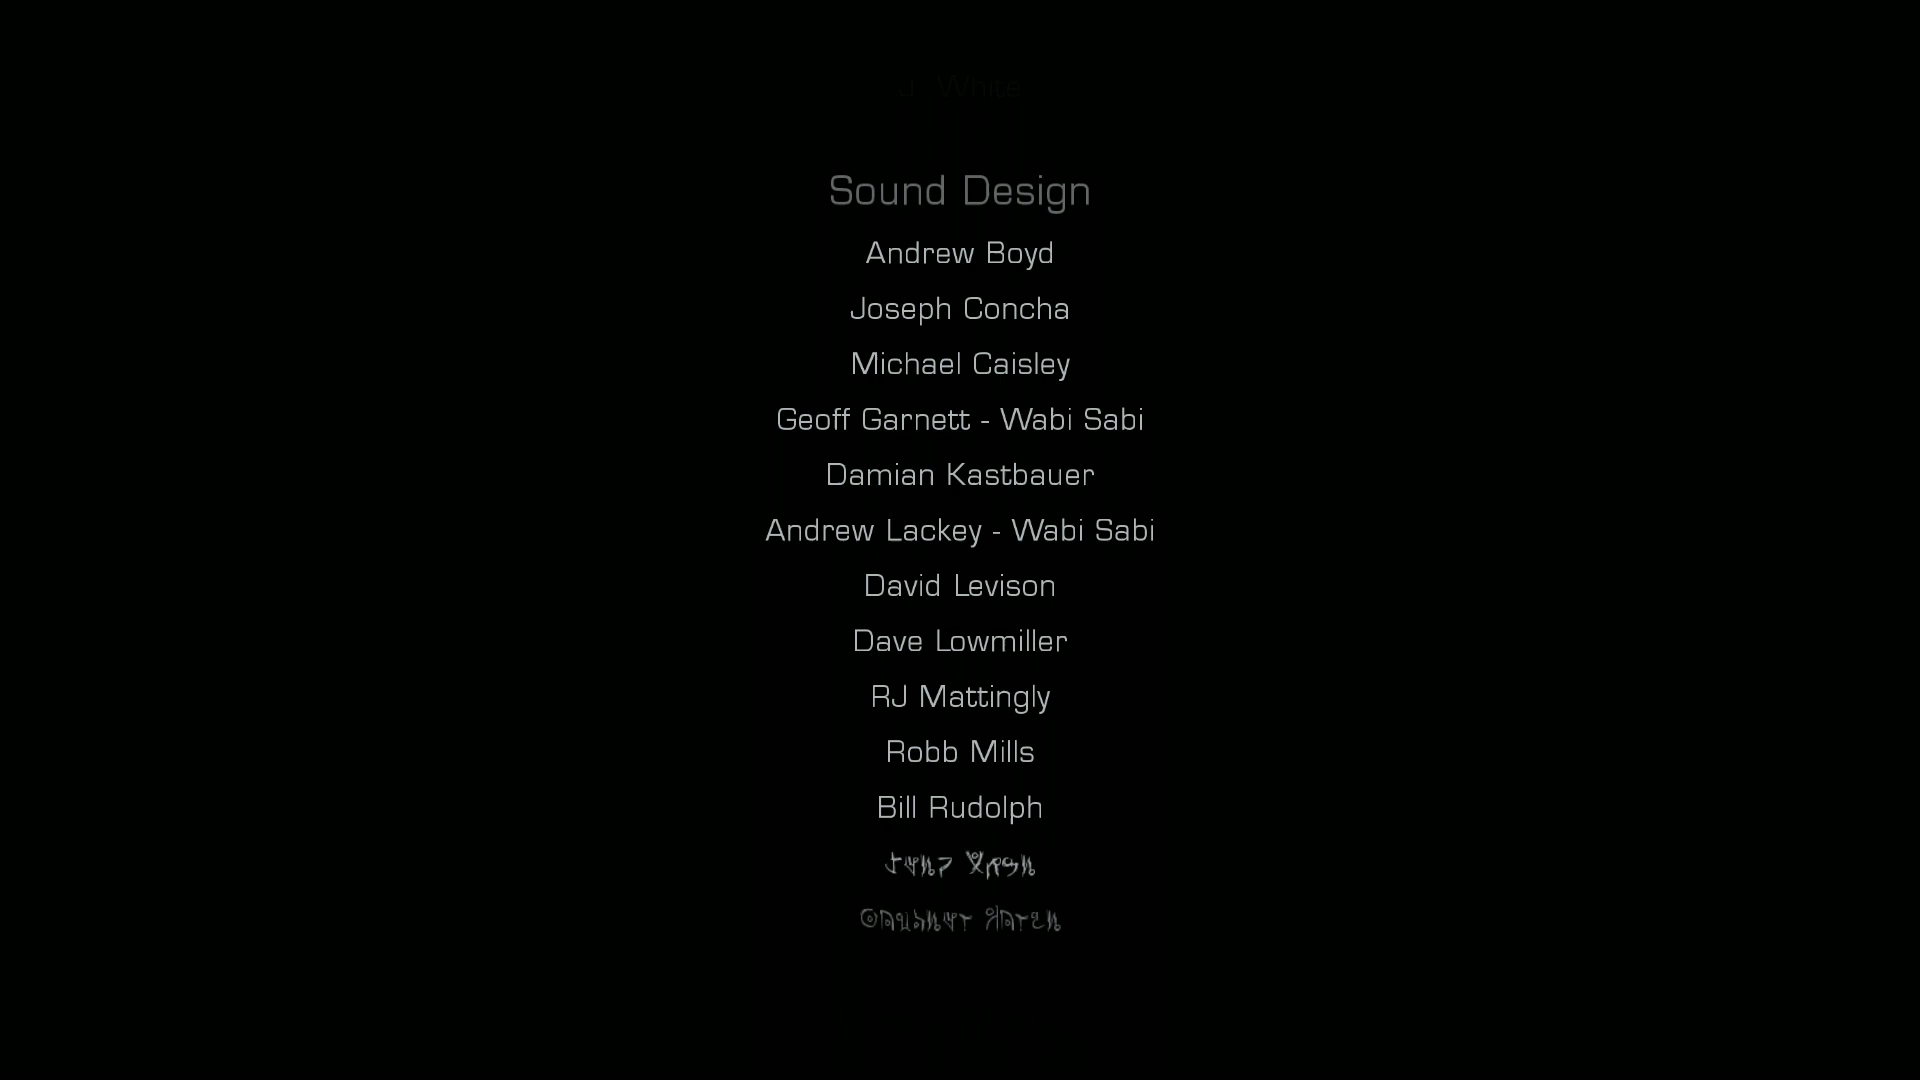 J. White
Sound Design
Andrew Boyd
Joseph Concha
Michael Caisley
Geoff Garnett - Wabi Sabi
Damian Kastbauer
Andrew Lackey - Wabi Sabi
David Levison
Dave Lowmiller
RJ Mattingly
Robb Mills
Bill Rudolph